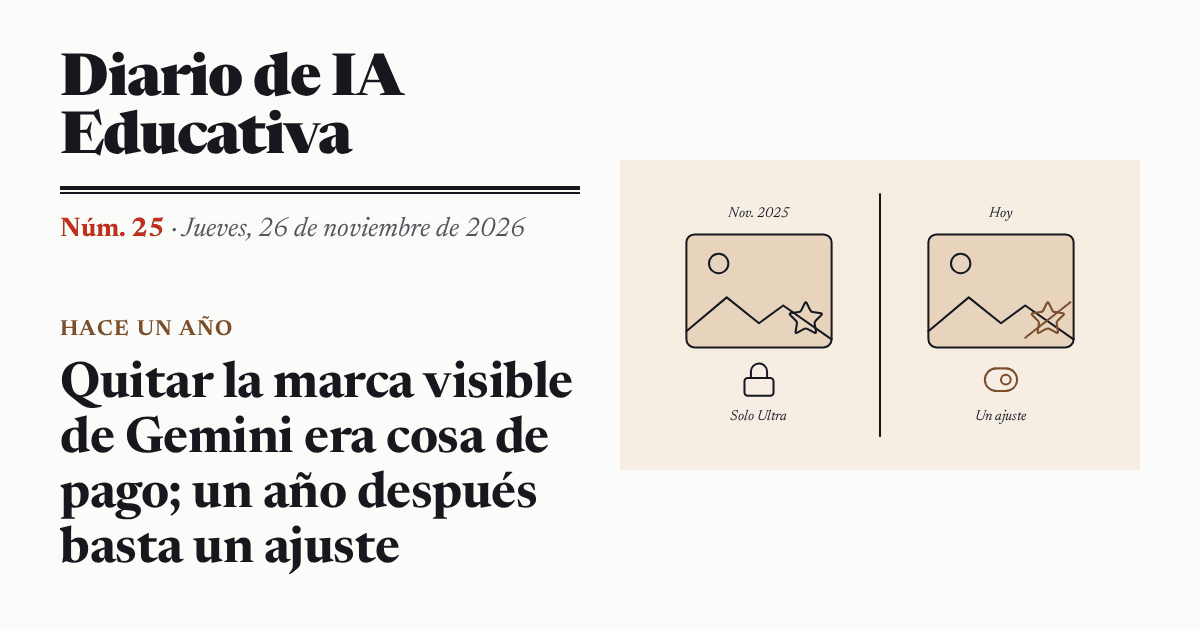 Diario de IA
Educativa
Núm. 25 · Jueves, 26 de noviembre de 2026
HACE UN AÑO
Quitar la marca visible
de Gemini era cosa de
pago; un año después
basta un ajuste
Nov. 2025
Solo Ultra
Hoy
Un ajuste